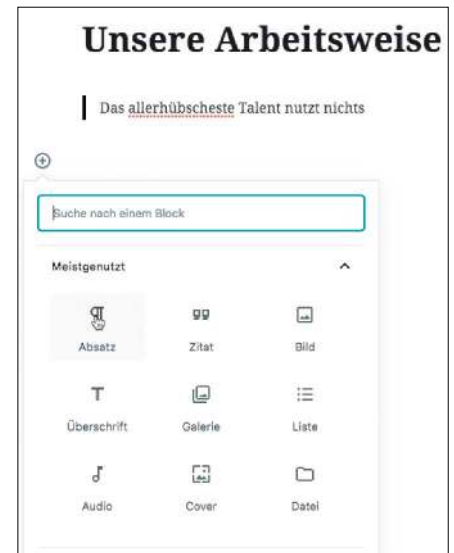 Unsere Arbeitsweise
Das allerhübscheste Talent nutzt nichts
Suche nach einem Block
Meistgenutzt
Absatz Zitat Bild
Überschrift Galerie Liste
Audio Cover Datei